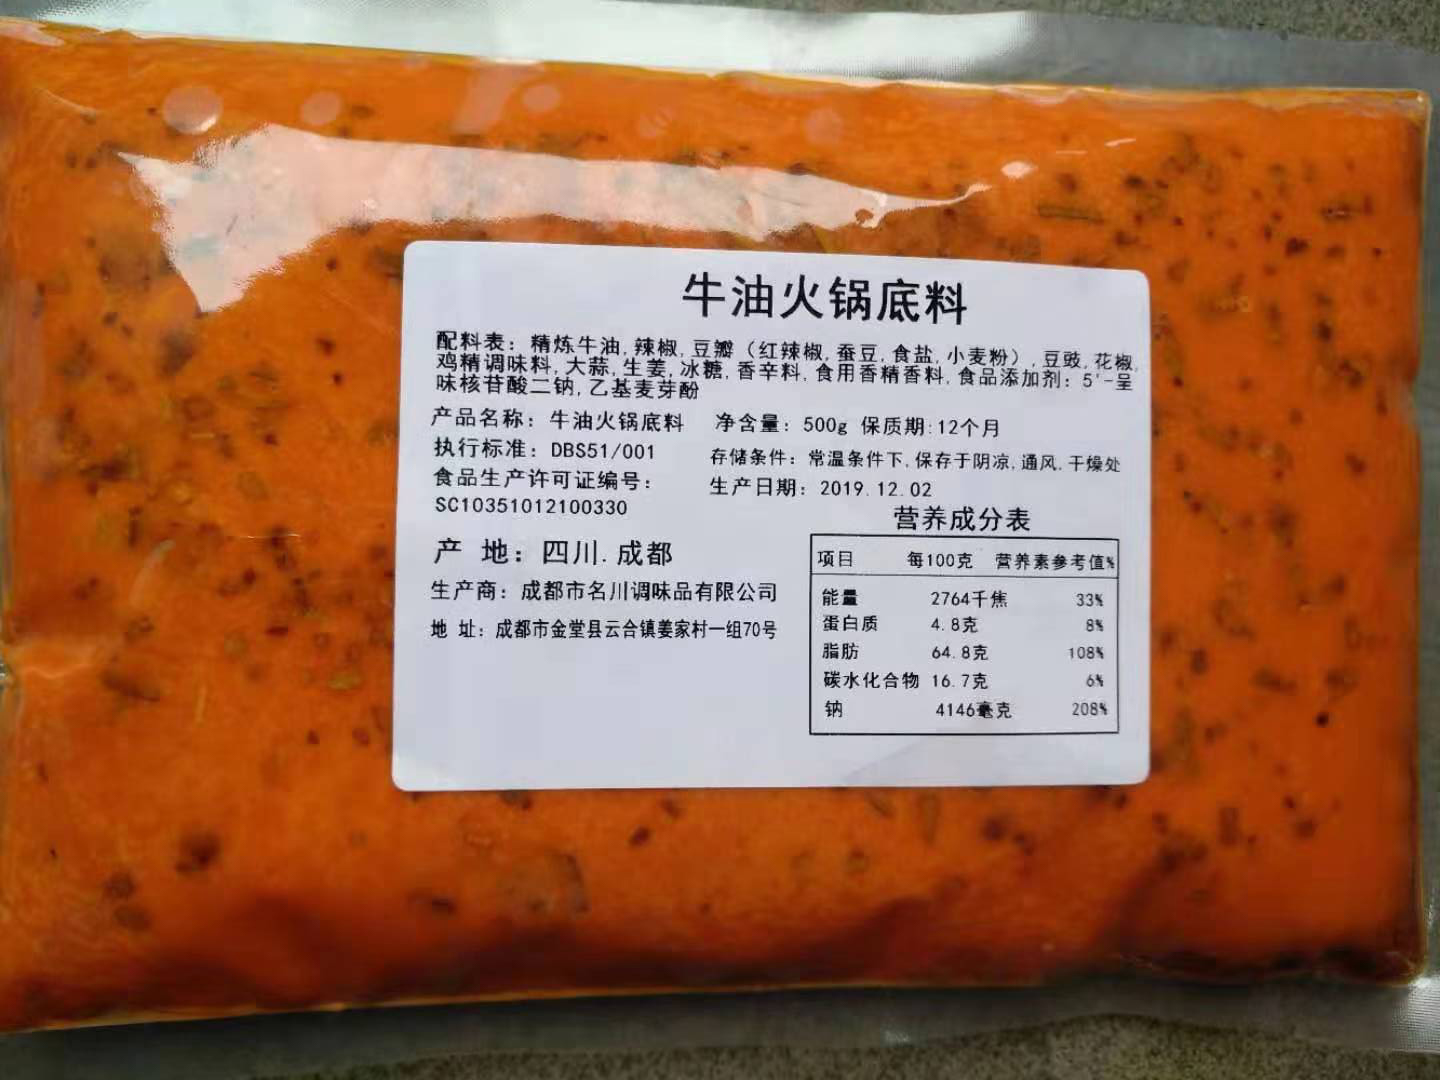 牛油火锅底料
配料表：精炼牛油,辣椒,豆瓣（红辣椒,蚕豆,食盐,小麦粉）,豆豉,花椒,
鸡精调味料,大蒜,生姜,冰糖,香辛料,食用香精香料,食品添加剂：5'-呈
味核苷酸二钠,乙基麦芽酚
产品名称：牛油火锅底料 净含量：500g 保质期:12个月
执行标准：DBS51/001
存储条件：常温条件下,保存于阴凉,通风,干燥处
食品生产许可证编号：
SC10351012100330
生产日期：2019.12.02
产 地：四川.成都
生产商：成都市名川调味品有限公司
地 址：成都市金堂县云合镇姜家村一组70号
营养成分表
项目 每100克 营养素参考值%
能量 2764千焦 33%
蛋白质 4.8克 8%
脂肪 64.8克 108%
碳水化合物 16.7克 6%
钠 4146毫克 208%